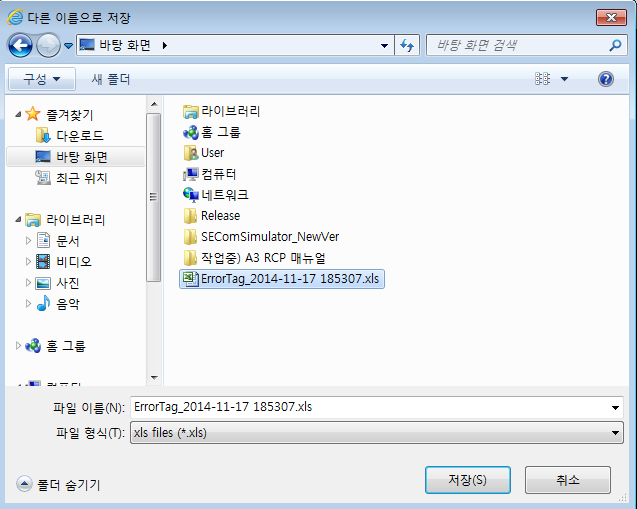 다른 이름으로 저장
바탕 화면
바탕 화면 검색
구성
새 폴더
즐겨찾기
다운로드
바탕 화면
최근 위치
라이브러리
문서
비디오
사진
음악
홈 그룹
컴퓨터
라이브러리
홈 그룹
User
컴퓨터
네트워크
Release
SEComSimulator_NewVer
작업중) A3 RCP 매뉴얼
ErrorTag_2014-11-17 185307.xls
파일 이름(N): ErrorTag_2014-11-17 185307.xls
파일 형식(T): xls files (*.xls)
폴더 숨기기
저장(S)
취소